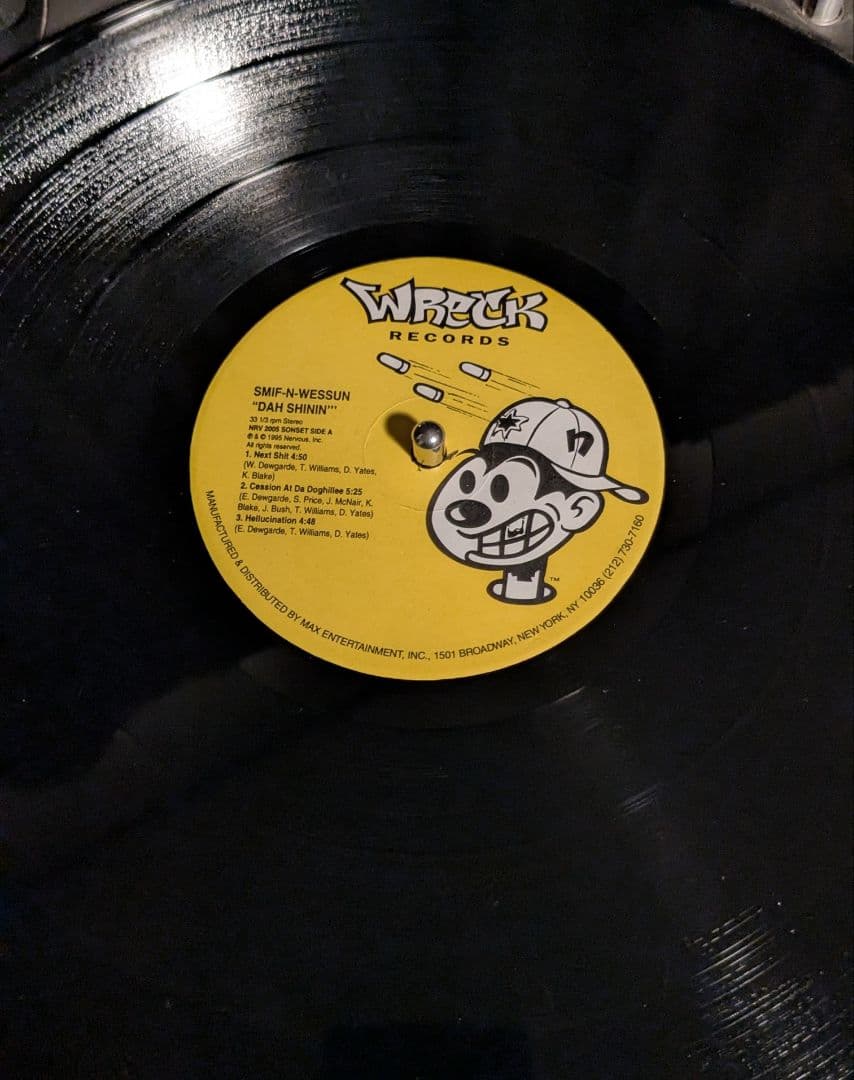 WRECK
RECORDS
SMIF-N-WESSUN
"DAH SHININ'"
33 1/3 rpm Stereo
NRV 2005 SONSET SIDE A
℗ & © 1995 Nervous, Inc.
All rights reserved.
1. Next Shit 4:50
(W. Dewgarde, T. Williams, D. Yates,
K. Blake)
2. Cession At Da Doghillee 5:25
(E. Dewgarde, S. Price, J. McNair, K.
Blake, J. Bush, T. Williams, D. Yates)
3. Hellucination 4:48
(E. Dewgarde, T. Williams, D. Yates)
n
TM
MANUFACTURED & DISTRIBUTED BY MAX ENTERTAINMENT, INC., 1501 BROADWAY, NEW YORK, NY 10036 (212) 730-7160